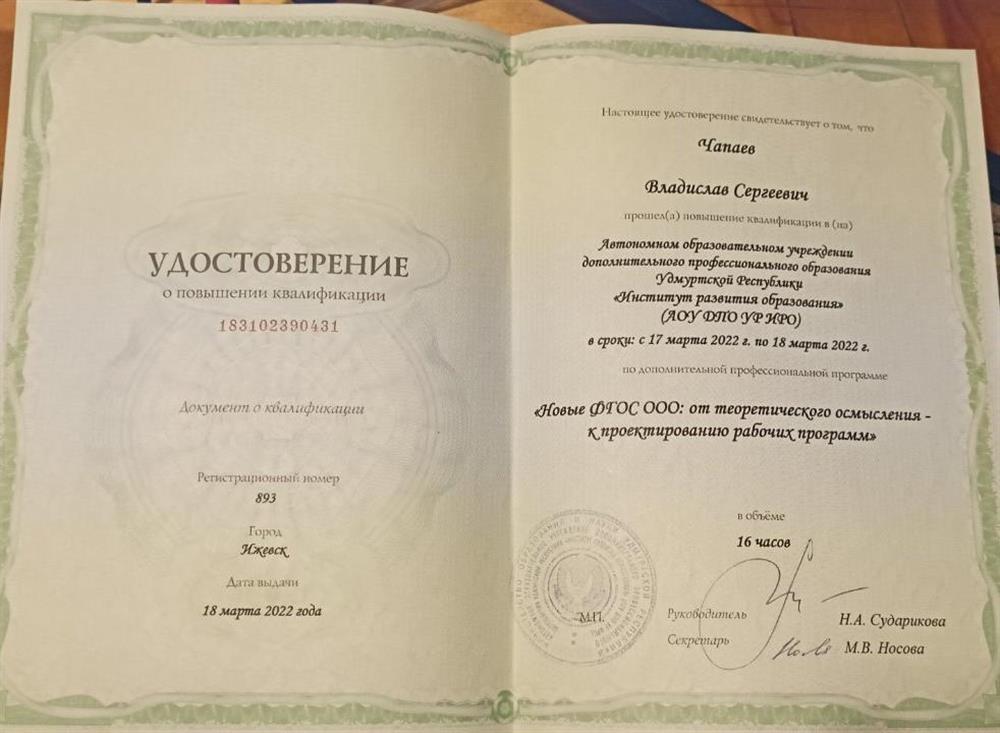 УДОСТОВЕРЕНИЕ
о повышении квалификации
183102390431
Документ о квалификации
Регистрационный номер
893
Город
Ижевск
Дата выдачи
18 марта 2022 года
Настоящее удостоверение свидетельствует о том, что
Чапаев
Владислав Сергеевич
прошел(а) повышение квалификации в (на)
Автономном образовательном учреждении
дополнительного профессионального образования
Удмуртской Республики
«Институт развития образования»
(АОУ ДПО УР ИРО)
в сроки: с 17 марта 2022 г. по 18 марта 2022 г.
по дополнительной профессиональной программе
«Новые ФГОС ООО: от теоретического осмысления -
к проектированию рабочих программ»
в объёме
16 часов
М.П.
Руководитель
Н.А. Сударикова
Секретарь
М.В. Носова